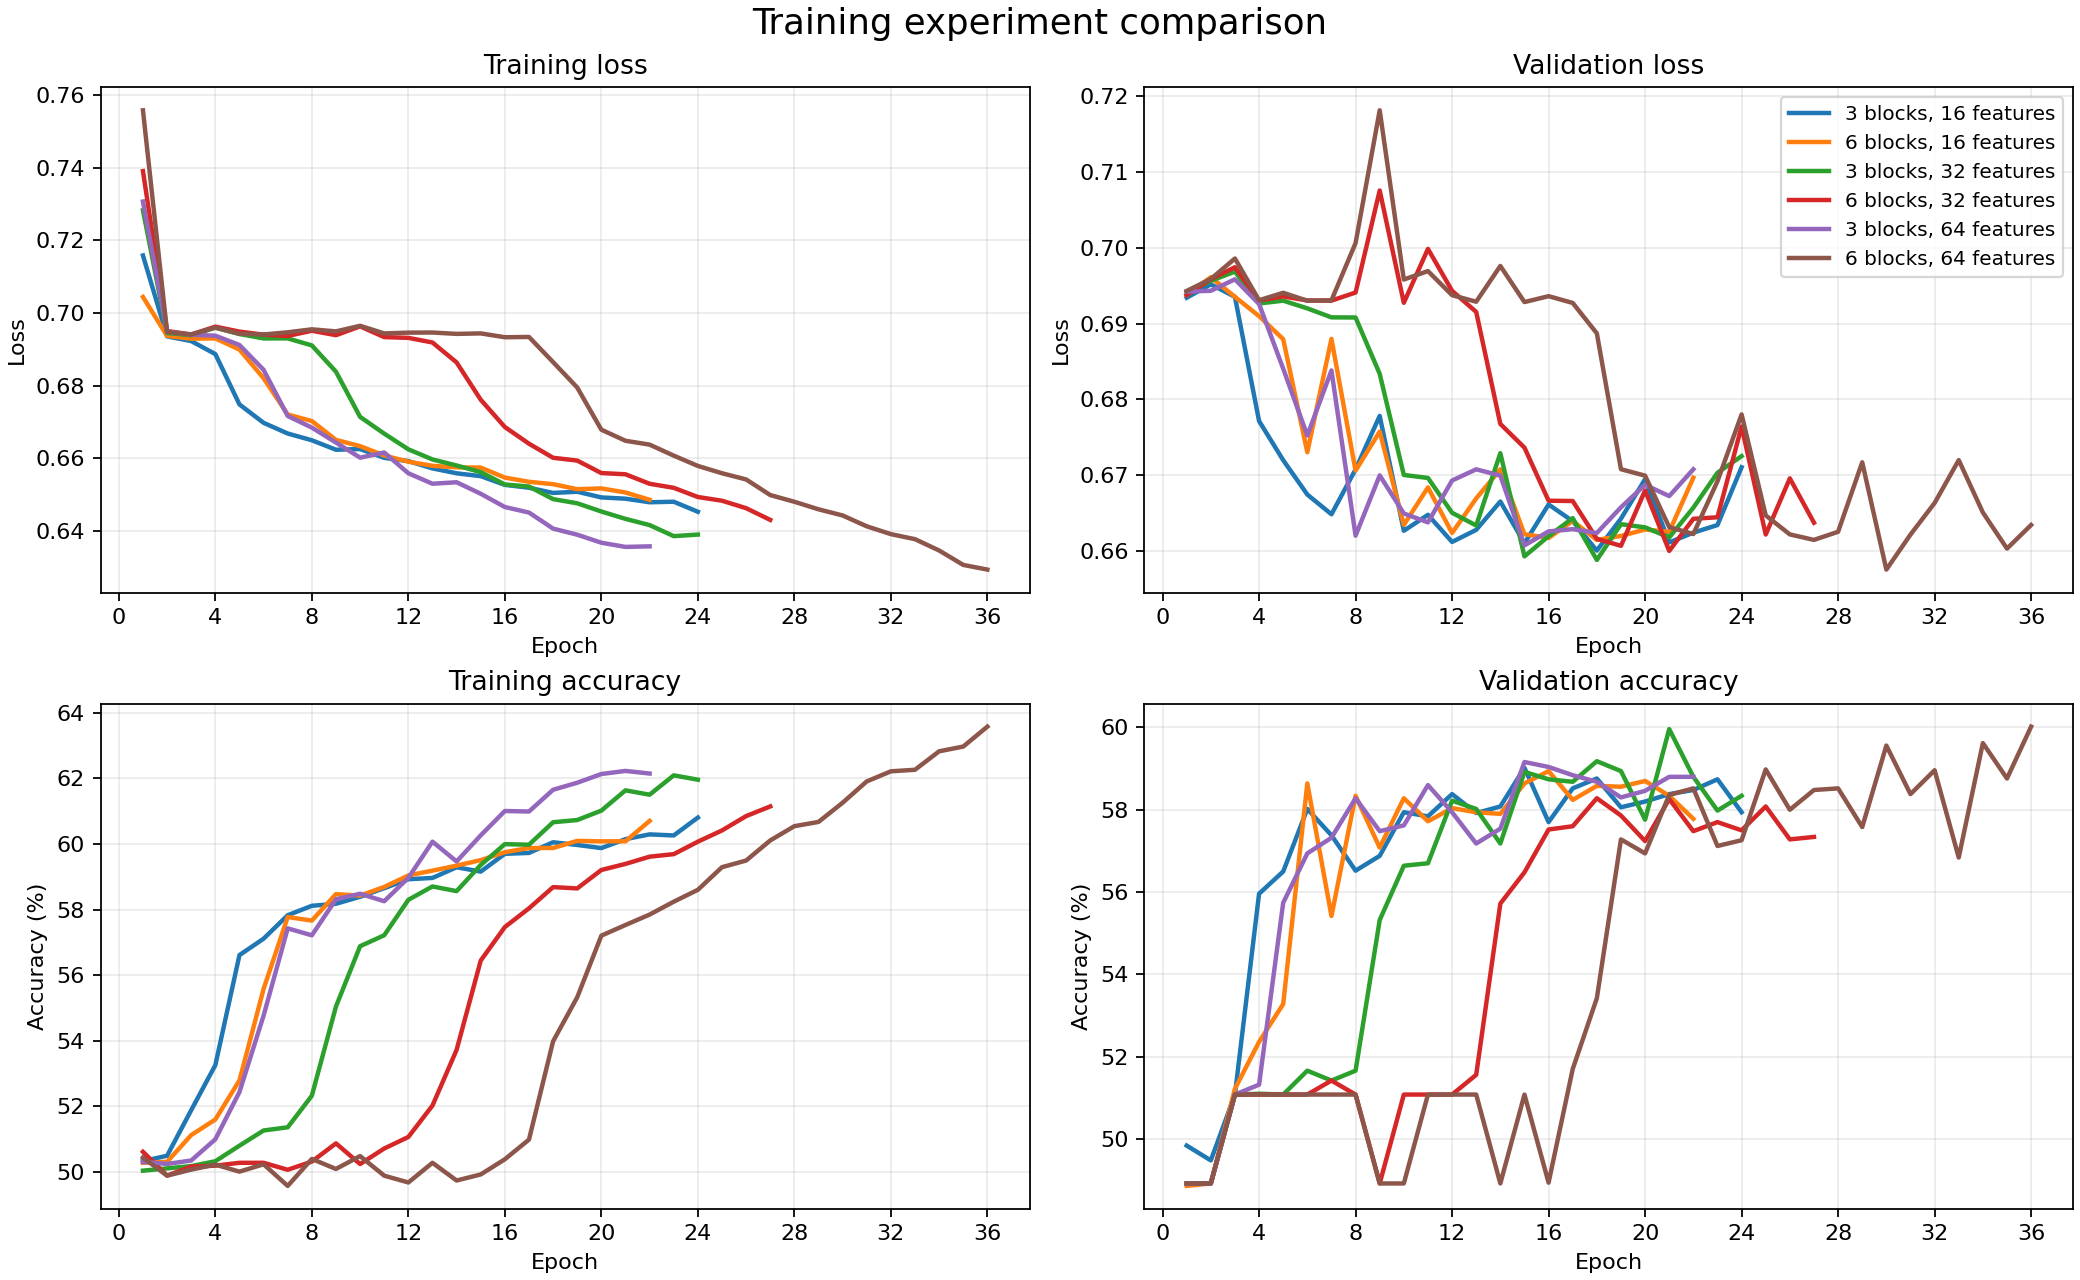 Training experiment comparison
Training loss
0.76
0.74
0.72
0.70
0.68
0.66
0.64
Loss
0 4 8 12 16 20 24 28 32 36
Epoch
Validation loss
0.72
0.71
0.70
0.69
0.68
0.67
0.66
Loss
3 blocks, 16 features
6 blocks, 16 features
3 blocks, 32 features
6 blocks, 32 features
3 blocks, 64 features
6 blocks, 64 features
0 4 8 12 16 20 24 28 32 36
Epoch
Training accuracy
64
62
60
58
56
54
52
50
Accuracy (%)
0 4 8 12 16 20 24 28 32 36
Epoch
Validation accuracy
60
58
56
54
52
50
Accuracy (%)
0 4 8 12 16 20 24 28 32 36
Epoch